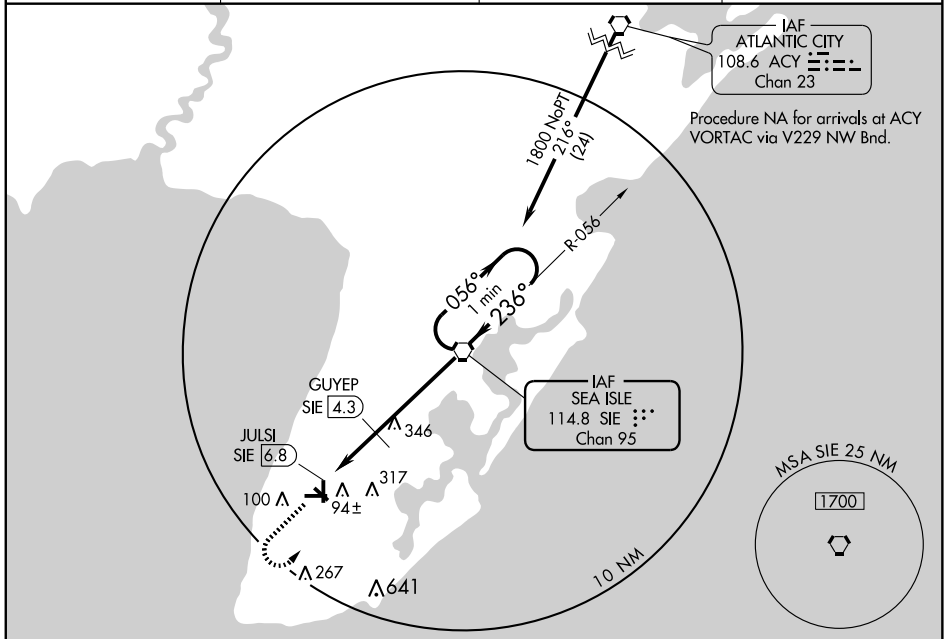 IAF
ATLANTIC CITY
108.6 ACY
Chan 23
Procedure NA for arrivals at ACY
VORTAC via V229 NW Bnd.
1800 NoPT
216°
(24)
R-056
056°
1 min
236°
IAF
SEA ISLE
114.8 SIE
Chan 95
GUYEP
SIE 4.3
346
JULSI
SIE 6.8
317
100
94±
267
641
10 NM
MSA SIE 25 NM
1700